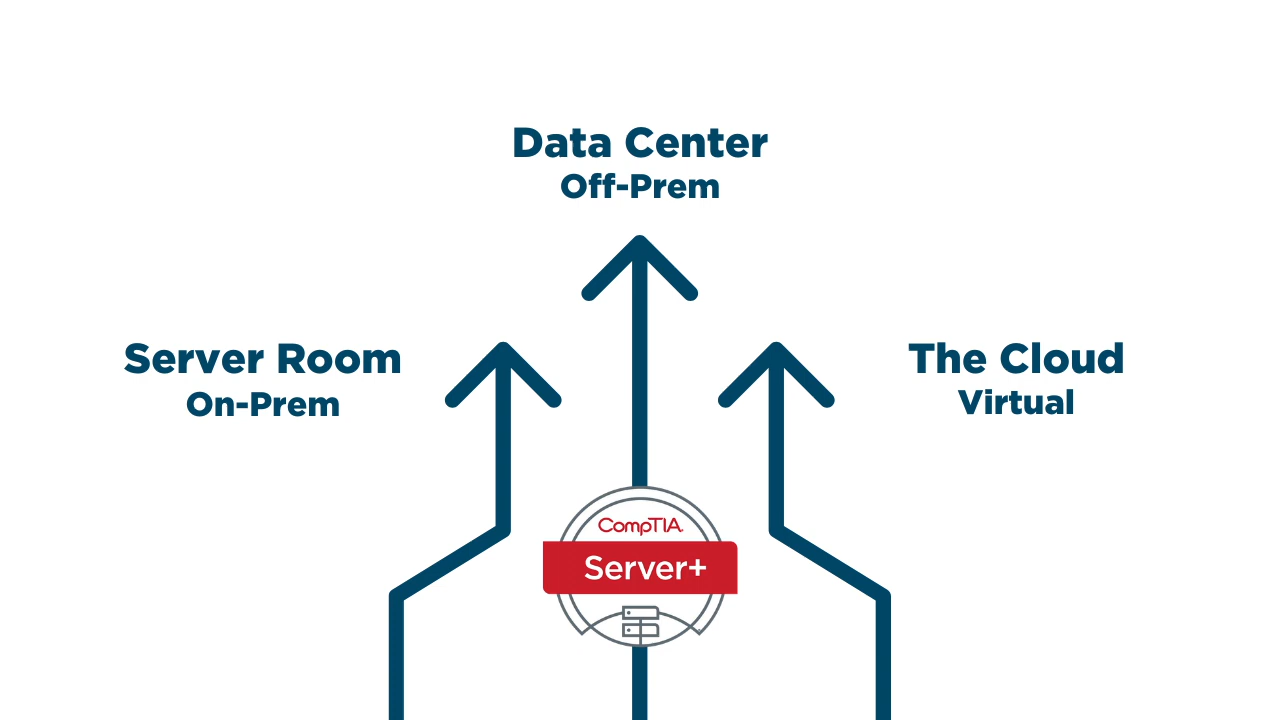 Data Center
Off-Prem
Server Room
On-Prem
The Cloud
Virtual
CompTIA.
Server+